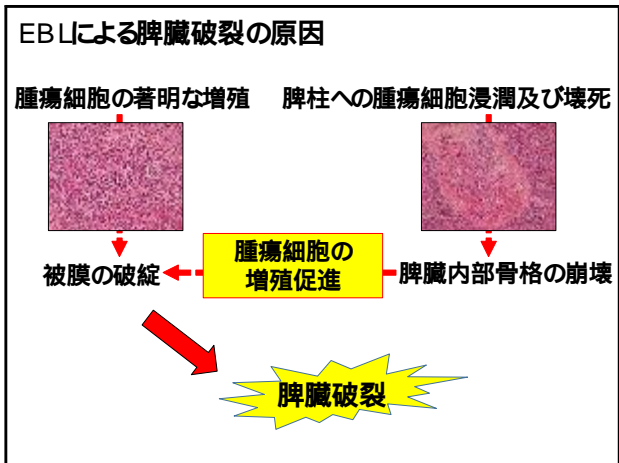 EBLによる脾臓破裂の原因
腫瘍細胞の著明な増殖
脾柱への腫瘍細胞浸潤及び壊死
腫瘍細胞の
増殖促進
被膜の破綻
脾臓内部骨格の崩壊
脾臓破裂